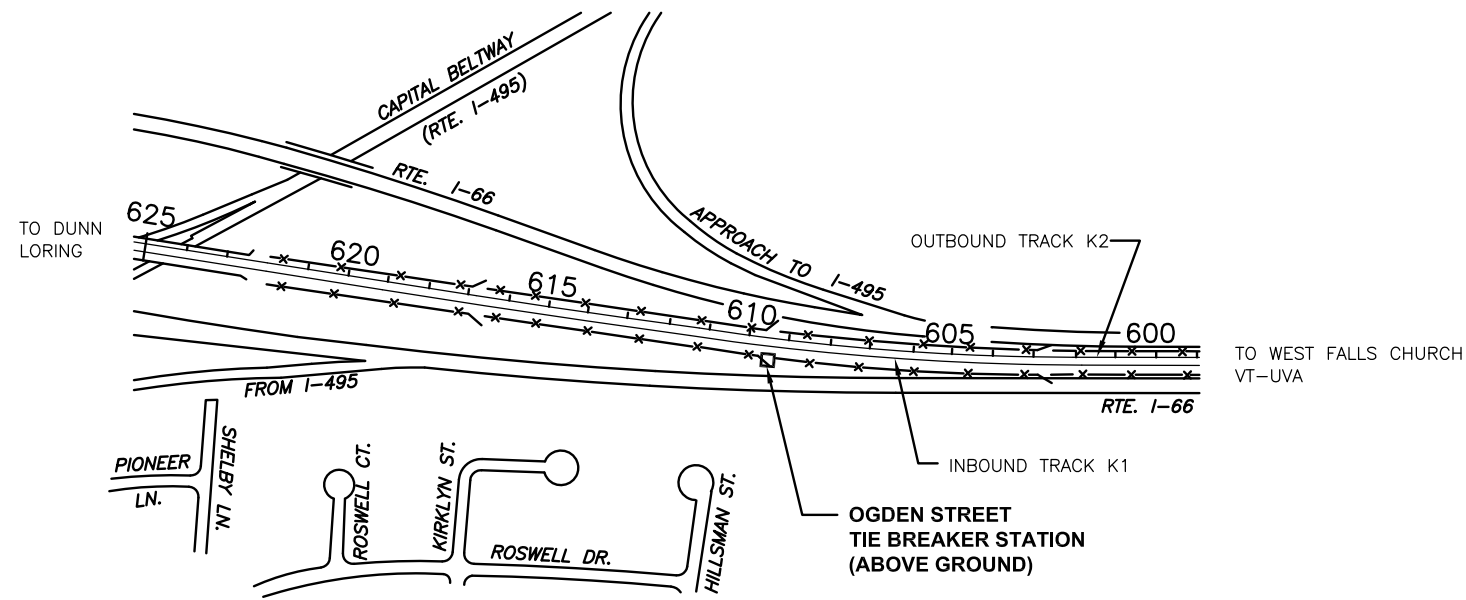 CAPITAL BELTWAY
(RTE. I-495)
RTE. I-66
625
TO DUNN
LORING
620
615
610
605
600
APPROACH TO I-495
OUTBOUND TRACK K2
TO WEST FALLS CHURCH
VT-UVA
FROM I-495
RTE. I-66
INBOUND TRACK K1
OGDEN STREET
TIE BREAKER STATION
(ABOVE GROUND)
PIONEER
LN.
SHELBY LN.
ROSWELL CT.
KIRKLYN ST.
ROSWELL DR.
HILLSMAN ST.